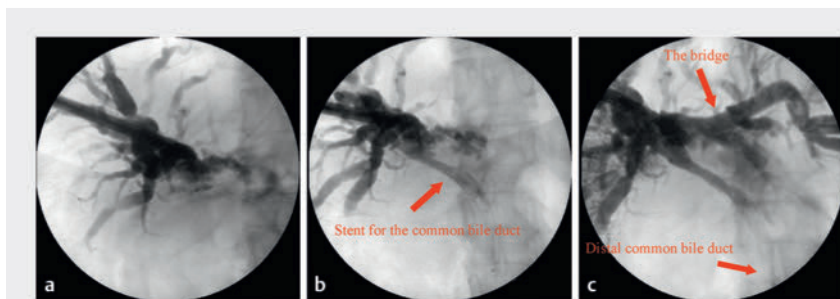 The bridge
Stent for the common bile duct
Distal common bile duct
a
b
c